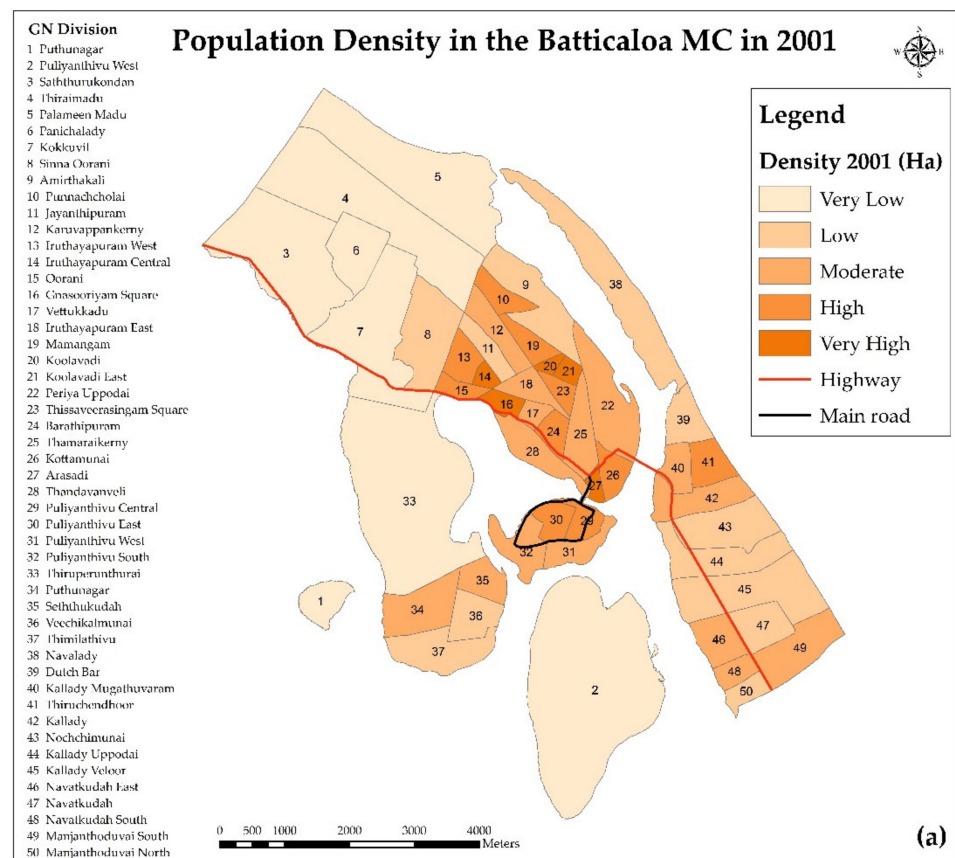 GN Division
1 Puthunagar
2 Puliyanthivu West
3 Saththurukondan
4 Thiraimadu
5 Palameen Madu
6 Panichalady
7 Kokkuvil
8 Sinna Oorani
9 Amirthakali
10 Punnachcholai
11 Jayanthipuram
12 Karuvappankerny
13 Iruthayapuram West
14 Iruthayapuram Central
15 Oorani
16 Gnasooriyam Square
17 Vettukkadu
18 Iruthayapuram East
19 Mamangam
20 Koolavadi
21 Koolavadi East
22 Periya Uppodai
23 Thissaveerasingam Square
24 Barathipuram
25 Thamaraikerny
26 Kottamunai
27 Arasadi
28 Thandavanveli
29 Puliyanthivu Central
30 Puliyanthivu East
31 Puliyanthivu West
32 Puliyanthivu South
33 Thiruperunthurai
34 Puthunagar
35 Seththukudah
36 Veechikalmunai
37 Thimilathivu
38 Navalady
39 Dutch Bar
40 Kallady Mugathuvaram
41 Thiruchendhoor
42 Kallady
43 Nochchimunai
44 Kallady Uppodai
45 Kallady Veloor
46 Navatkudah East
47 Navatkudah
48 Navatkudah South
49 Manjanthoduvai South
50 Manjanthoduvai North
Population Density in the Batticaloa MC in 2001
N
W E
S
Legend
Density 2001 (Ha)
Very Low
Low
Moderate
High
Very High
Highway
Main road
5
4
38
3
6
9
10
7
8
12
19
11
13
20
21
14
18
23
15
16
22
17
39
24
25
28
40
41
26
27
42
33
30
29
43
32
31
44
35
45
1
34
36
47
46
49
37
48
2
50
0 500 1000 2000 3000 4000
Meters
(a)